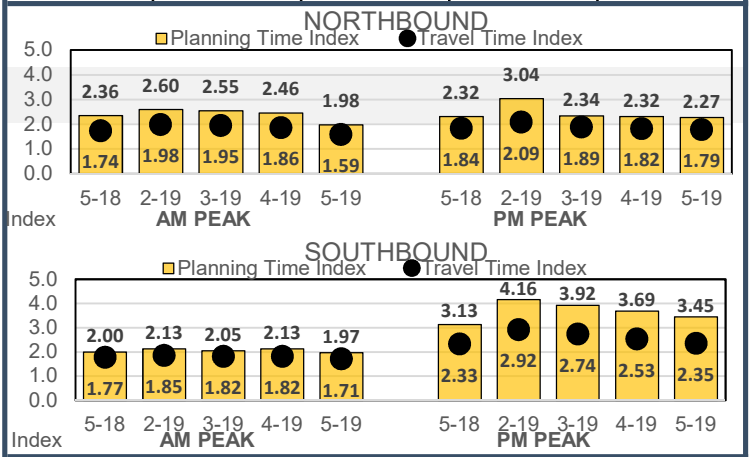 NORTHBOUND
Planning Time Index Travel Time Index
5.0
4.0
3.0
2.0
1.0
0.0
2.36 2.60 2.55 2.46 1.98 2.32 3.04 2.34 2.32 2.27
1.74 1.98 1.95 1.86 1.59 1.84 2.09 1.89 1.82 1.79
5-18 2-19 3-19 4-19 5-19 5-18 2-19 3-19 4-19 5-19
Index AM PEAK PM PEAK
SOUTHBOUND
Planning Time Index Travel Time Index
5.0
4.0
3.0
2.0
1.0
0.0
2.00 2.13 2.05 2.13 1.97 3.13 4.16 3.92 3.69 3.45
1.77 1.85 1.82 1.82 1.71 2.33 2.92 2.74 2.53 2.35
5-18 2-19 3-19 4-19 5-19 5-18 2-19 3-19 4-19 5-19
Index AM PEAK PM PEAK